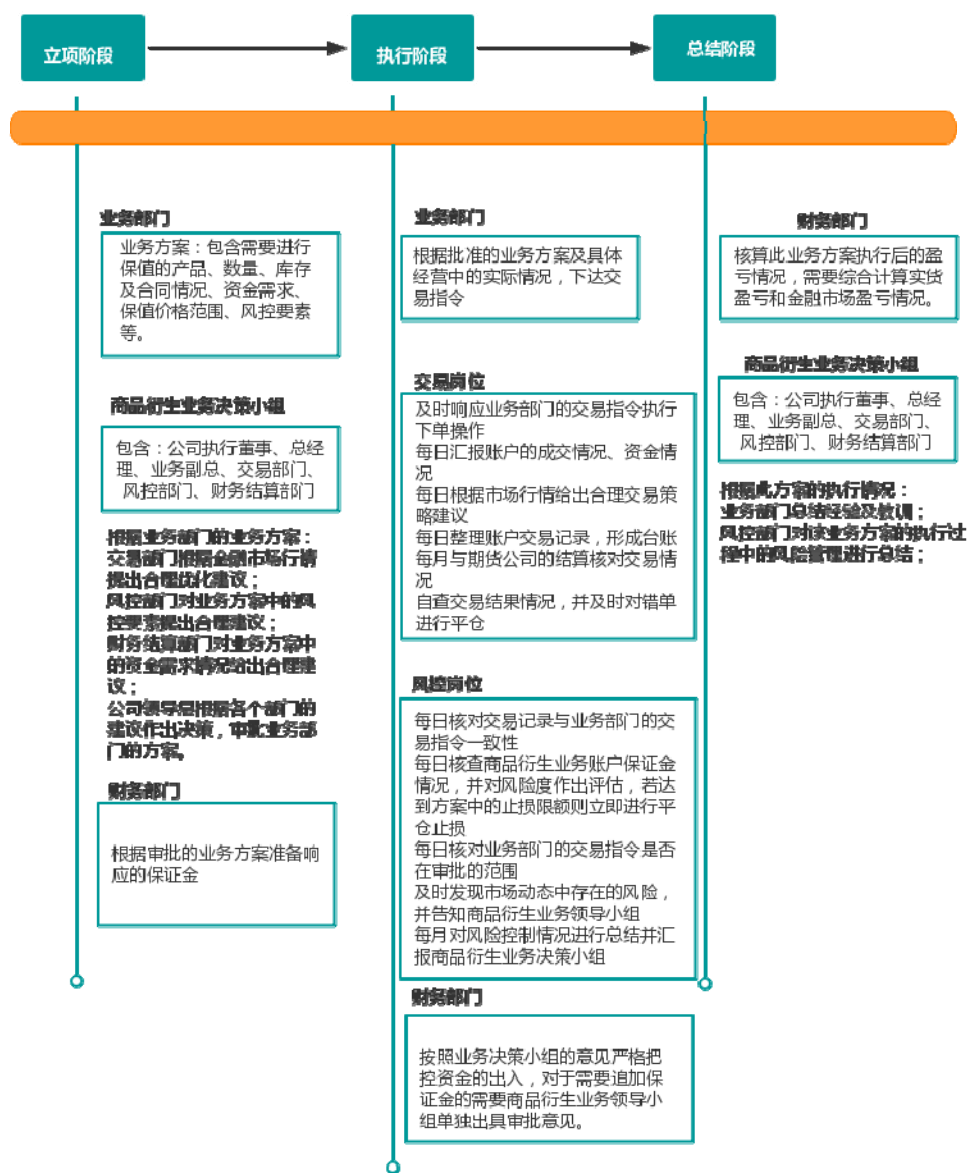 立项阶段
执行阶段
总结阶段
业务部门
业务方案：包含需要进行
保值的产品、数量、库存
及合同情况、资金需求、
保值价格范围、风控要素
等。
商品衍生业务决策小组
包含：公司执行董事、总经
理、业务副总、交易部门、
风控部门、财务结算部门
根据业务部门的业务方案：
交易部门根据金融市场行情
提出合理优化建议；
风控部门对业务方案中的风
控要素提出合理建议；
财务结算部门对业务方案中
的资金需求情况给出合理建
议；
公司领导层根据各个部门的
建议作出决策，审批业务部
门的方案。
财务部门
根据审批的业务方案准备响
应的保证金
业务部门
根据批准的业务方案及具体
经营中的实际情况，下达交
易指令
交易岗位
及时响应业务部门的交易指令执行
下单操作
每日汇报账户的成交情况、资金情
况
每日根据市场行情给出合理交易策
略建议
每日整理账户交易记录，形成台账
每月与期货公司的结算核对交易情
况
自查交易结果情况，并及时对错单
进行平仓
风控岗位
每日核对交易记录与业务部门的交
易指令一致性
每日核查商品衍生业务账户保证金
情况，并对风险度作出评估，若达
到方案中的止损限额则立即进行平
仓止损
每日核对业务部门的交易指令是否
在审批的范围
及时发现市场动态中存在的风险，
并告知商品衍生业务领导小组
每月对风险控制情况进行总结并汇
报商品衍生业务决策小组
财务部门
按照业务决策小组的意见严格把
控资金的出入，对于需要追加保
证金的需要商品衍生业务领导小
组单独出具审批意见。
财务部门
核算此业务方案执行后的盈
亏情况，需要综合计算实货
盈亏和金融市场盈亏情况。
商品衍生业务决策小组
包含：公司执行董事、总经
理、业务副总、交易部门、
风控部门、财务结算部门
根据此方案的执行情况：
业务部门总结经验及教训；
风控部门对该业务方案的执行过
程中的风险管理进行总结；